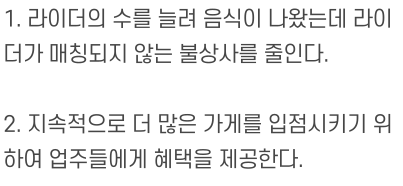 1. 라이더의 수를 늘려 음식이 나왔는데 라이
더가 매칭되지 않는 불상사를 줄인다.
2. 지속적으로 더 많은 가게를 입점시키기 위
하여 업주들에게 혜택을 제공한다.